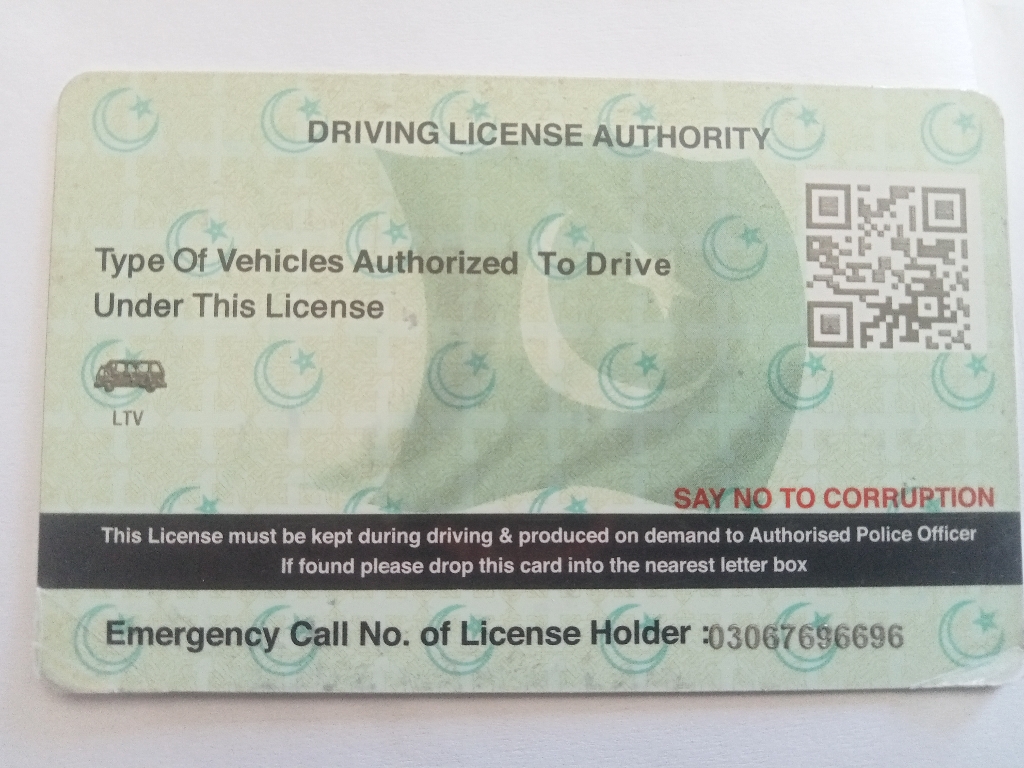 DRIVING LICENSE AUTHORITY
Type Of Vehicles Authorized To Drive
Under This License
LTV
SAY NO TO CORRUPTION
This License must be kept during driving & produced on demand to Authorised Police Officer
If found please drop this card into the nearest letter box
Emergency Call No. of License Holder :03067696696